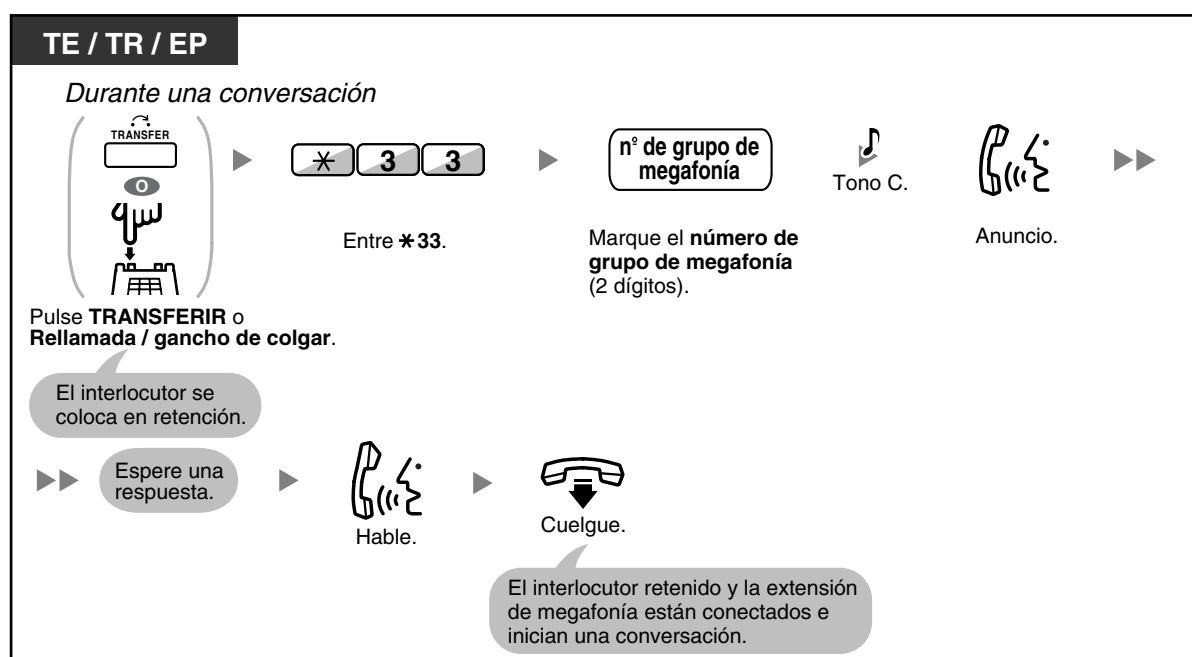 TE / TR / EP
Durante una conversación
TRANSFER
O
✱ 3 3
nº de grupo de
megafonía
Tono C.
Pulse TRANSFERIR o
Rellamada / gancho de colgar.
Entre ✱33.
Marque el número de
grupo de megafonía
(2 dígitos).
Anuncio.
El interlocutor se
coloca en retención.
Espere una
respuesta.
Hable.
Cuelgue.
El interlocutor retenido y la extensión
de megafonía están conectados e
inician una conversación.